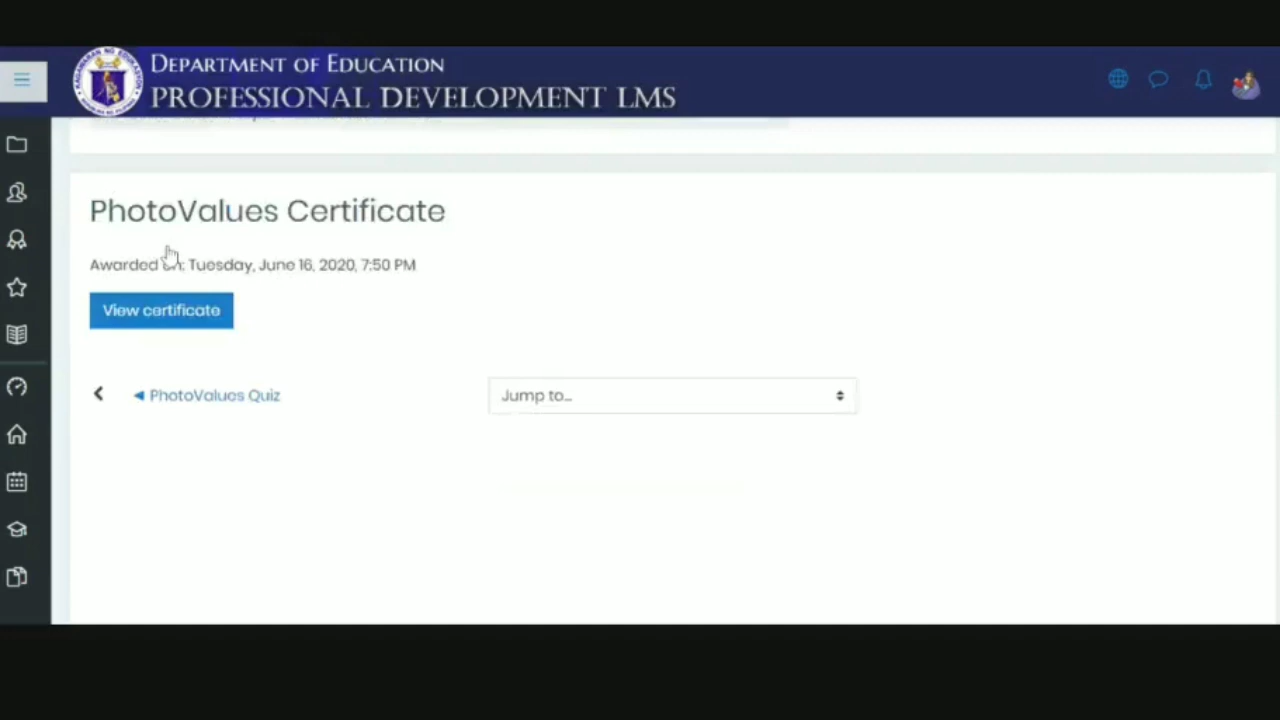 DEPARTMENT OF EDUCATION
PROFESSIONAL DEVELOPMENT LMS
PhotoValues Certificate
Awarded on: Tuesday, June 16, 2020, 7:50 PM
View certificate
◄ PhotoValues Quiz
Jump to...